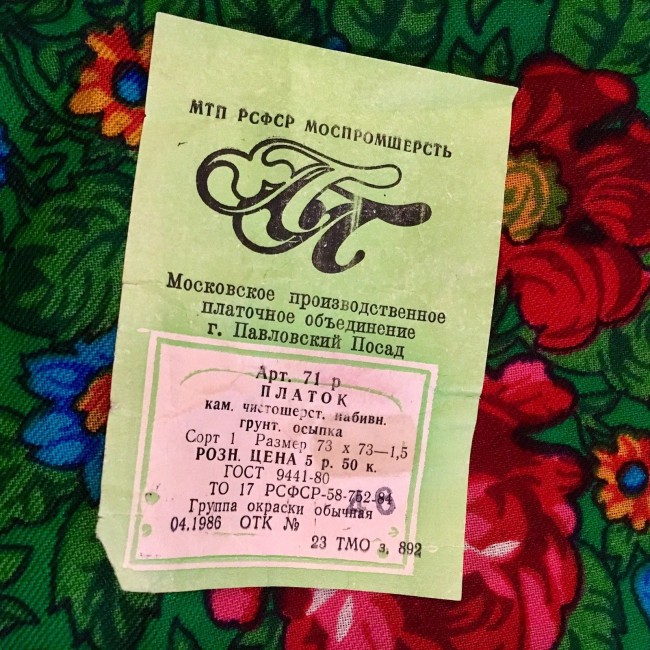 МТП РСФСР МОСПРОМШЕРСТЬ
Московское производственное
платочное объединение
г. Павловский Посад
Арт. 71 р
ПЛАТОК
кам. чистошерст. набивн.
грунт. осыпка
Сорт 1 Размер 73 х 73—1,5
РОЗН. ЦЕНА 5 р. 50 к.
ГОСТ 9441-80
ТО 17 РСФСР-58-752-84
Группа окраски обычная
04.1986 ОТК №
23 ТМО з. 892